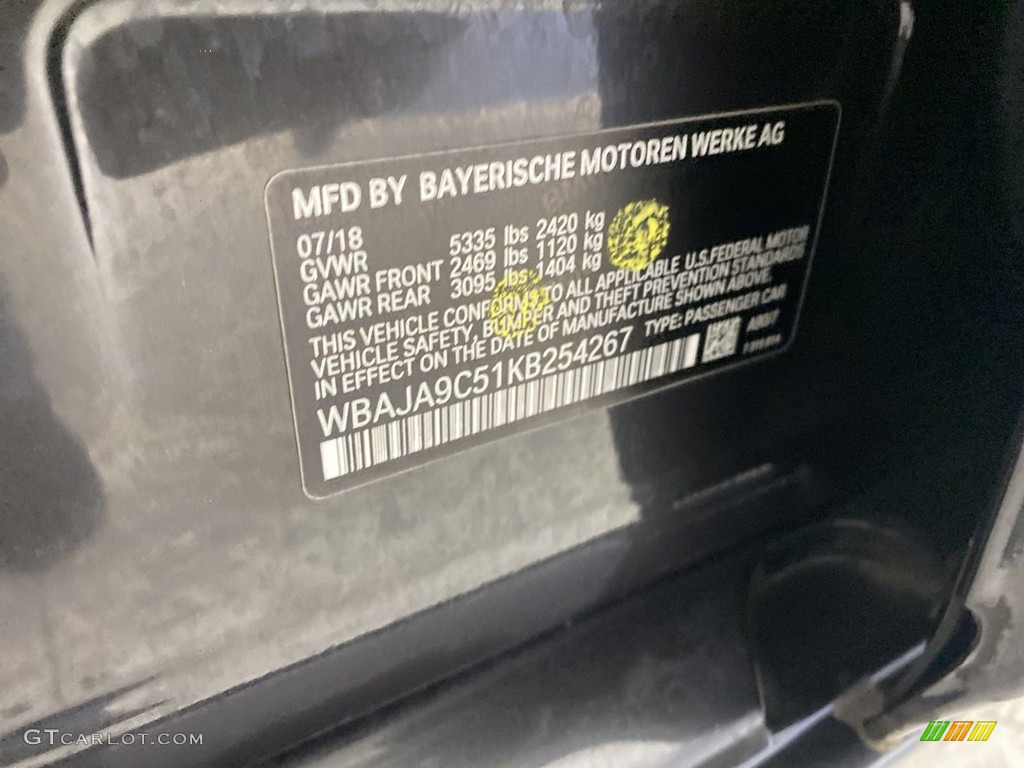 MFD BY BAYERISCHE MOTOREN WERKE AG
07/18
GVWR 5335 lbs 2420 kg
GAWR FRONT 2469 lbs 1120 kg
GAWR REAR 3095 lbs 1404 kg
THIS VEHICLE CONFORMS TO ALL APPLICABLE U.S.FEDERAL MOTOR
VEHICLE SAFETY, BUMPER AND THEFT PREVENTION STANDARDS
IN EFFECT ON THE DATE OF MANUFACTURE SHOWN ABOVE.
WBAJA9C51KB254267 TYPE: PASSENGER CAR
GTCARLOT.COM